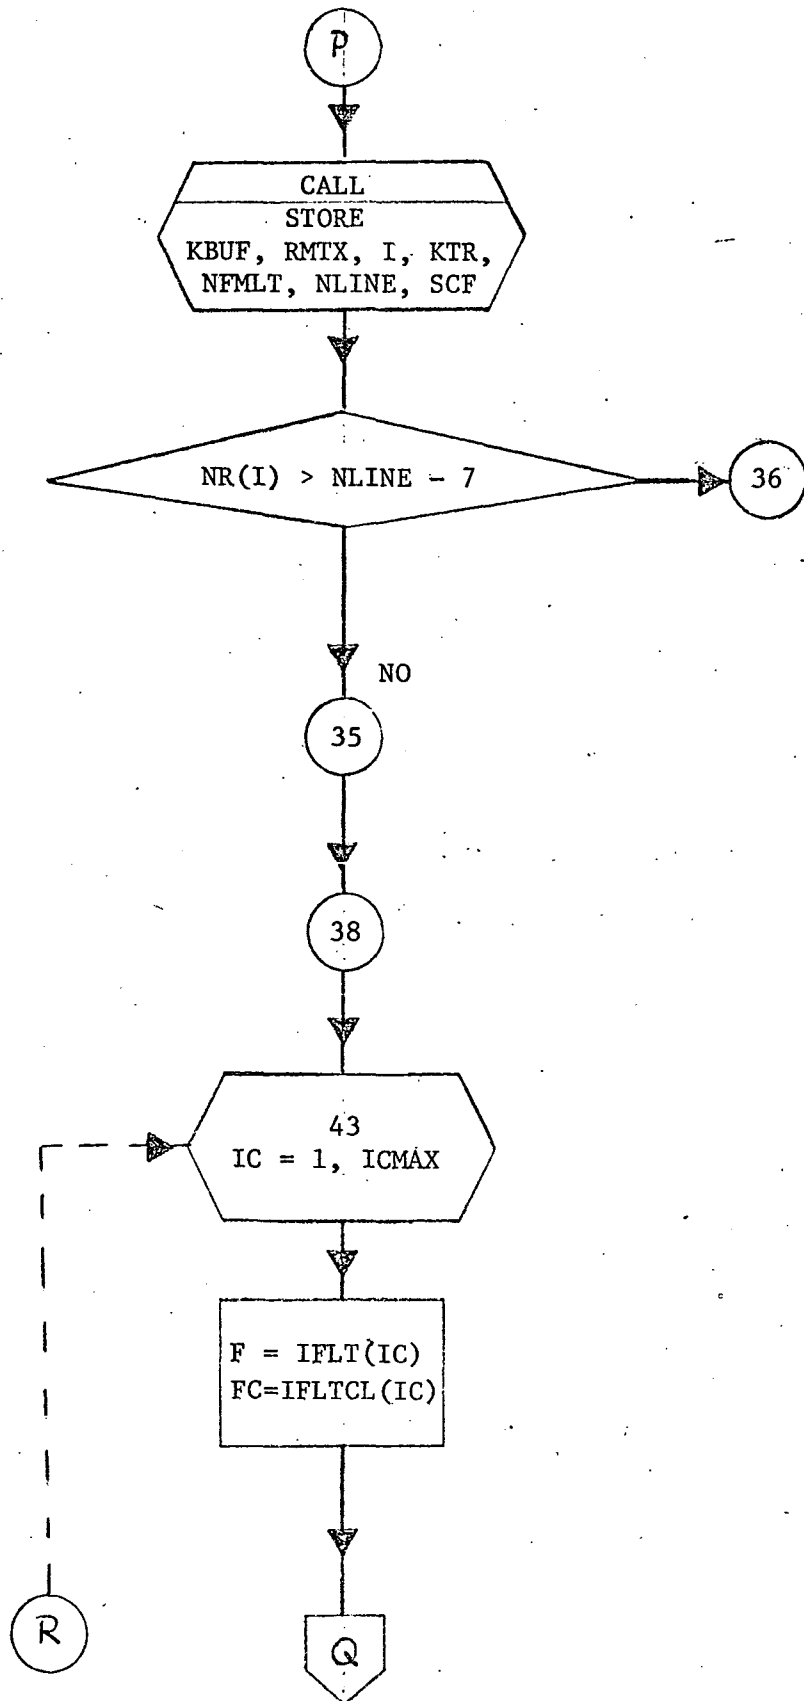 P
CALL
STORE
KBUF, RMTX, I, KTR,
NFMLT, NLINE, SCF
NR(I) > NLINE - 7
36
NO
35
38
43
IC = 1, ICMAX
F = IFLT(IC)
FC=IFLTCL(IC)
R
Q